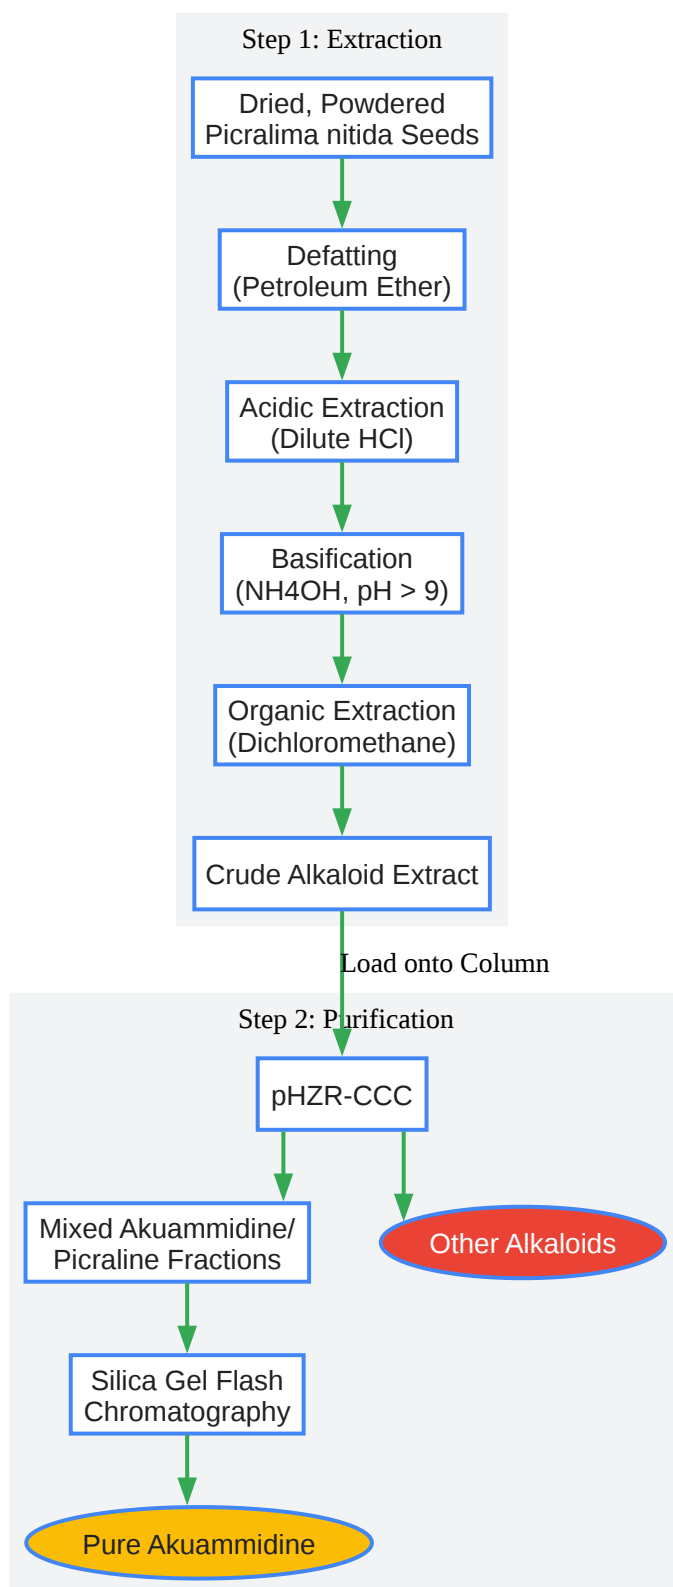 Step 1: Extraction
Dried, Powdered
Picralima nitida Seeds
Defatting
(Petroleum Ether)
Acidic Extraction
(Dilute HCl)
Basification
(NH4OH, pH > 9)
Organic Extraction
(Dichloromethane)
Crude Alkaloid Extract
Load onto Column
Step 2: Purification
pHZR-CCC
Mixed Akuammidine/
Picraline Fractions
Other Alkaloids
Silica Gel Flash
Chromatography
Pure Akuammidine